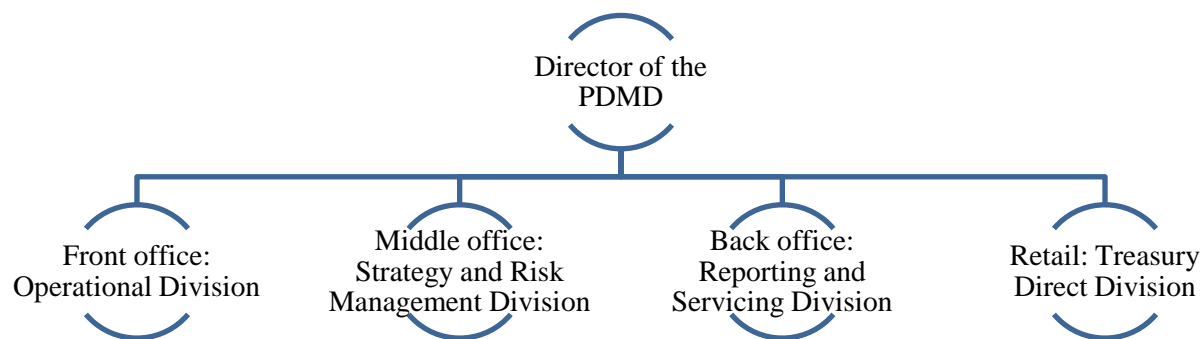 Director of the
PDMD
Front office:
Operational Division
Middle office:
Strategy and Risk
Management Division
Back office:
Reporting and
Servicing Division
Retail: Treasury
Direct Division